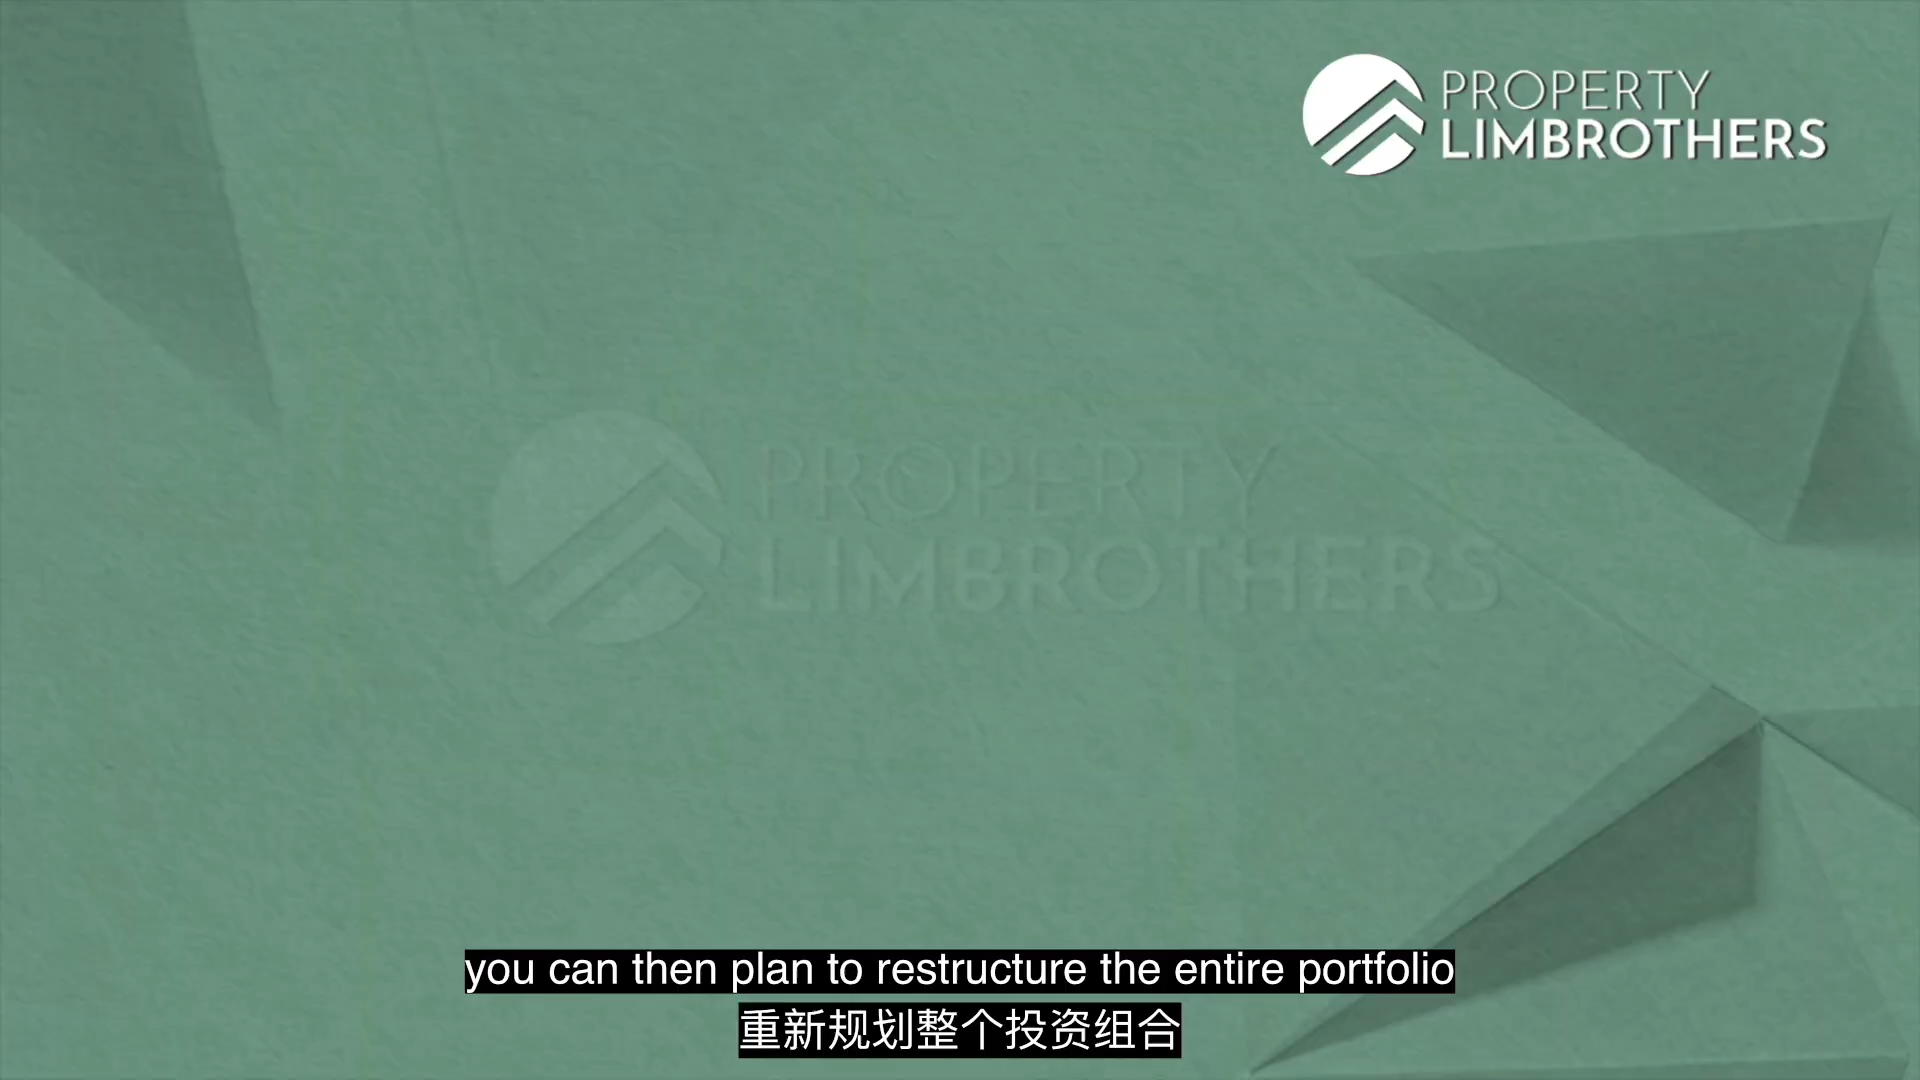 PROPERTY
LIMBROTHERS
PROPERTY
LIMBROTHERS
you can then plan to restructure the entire portfolio
重新规划整个投资组合